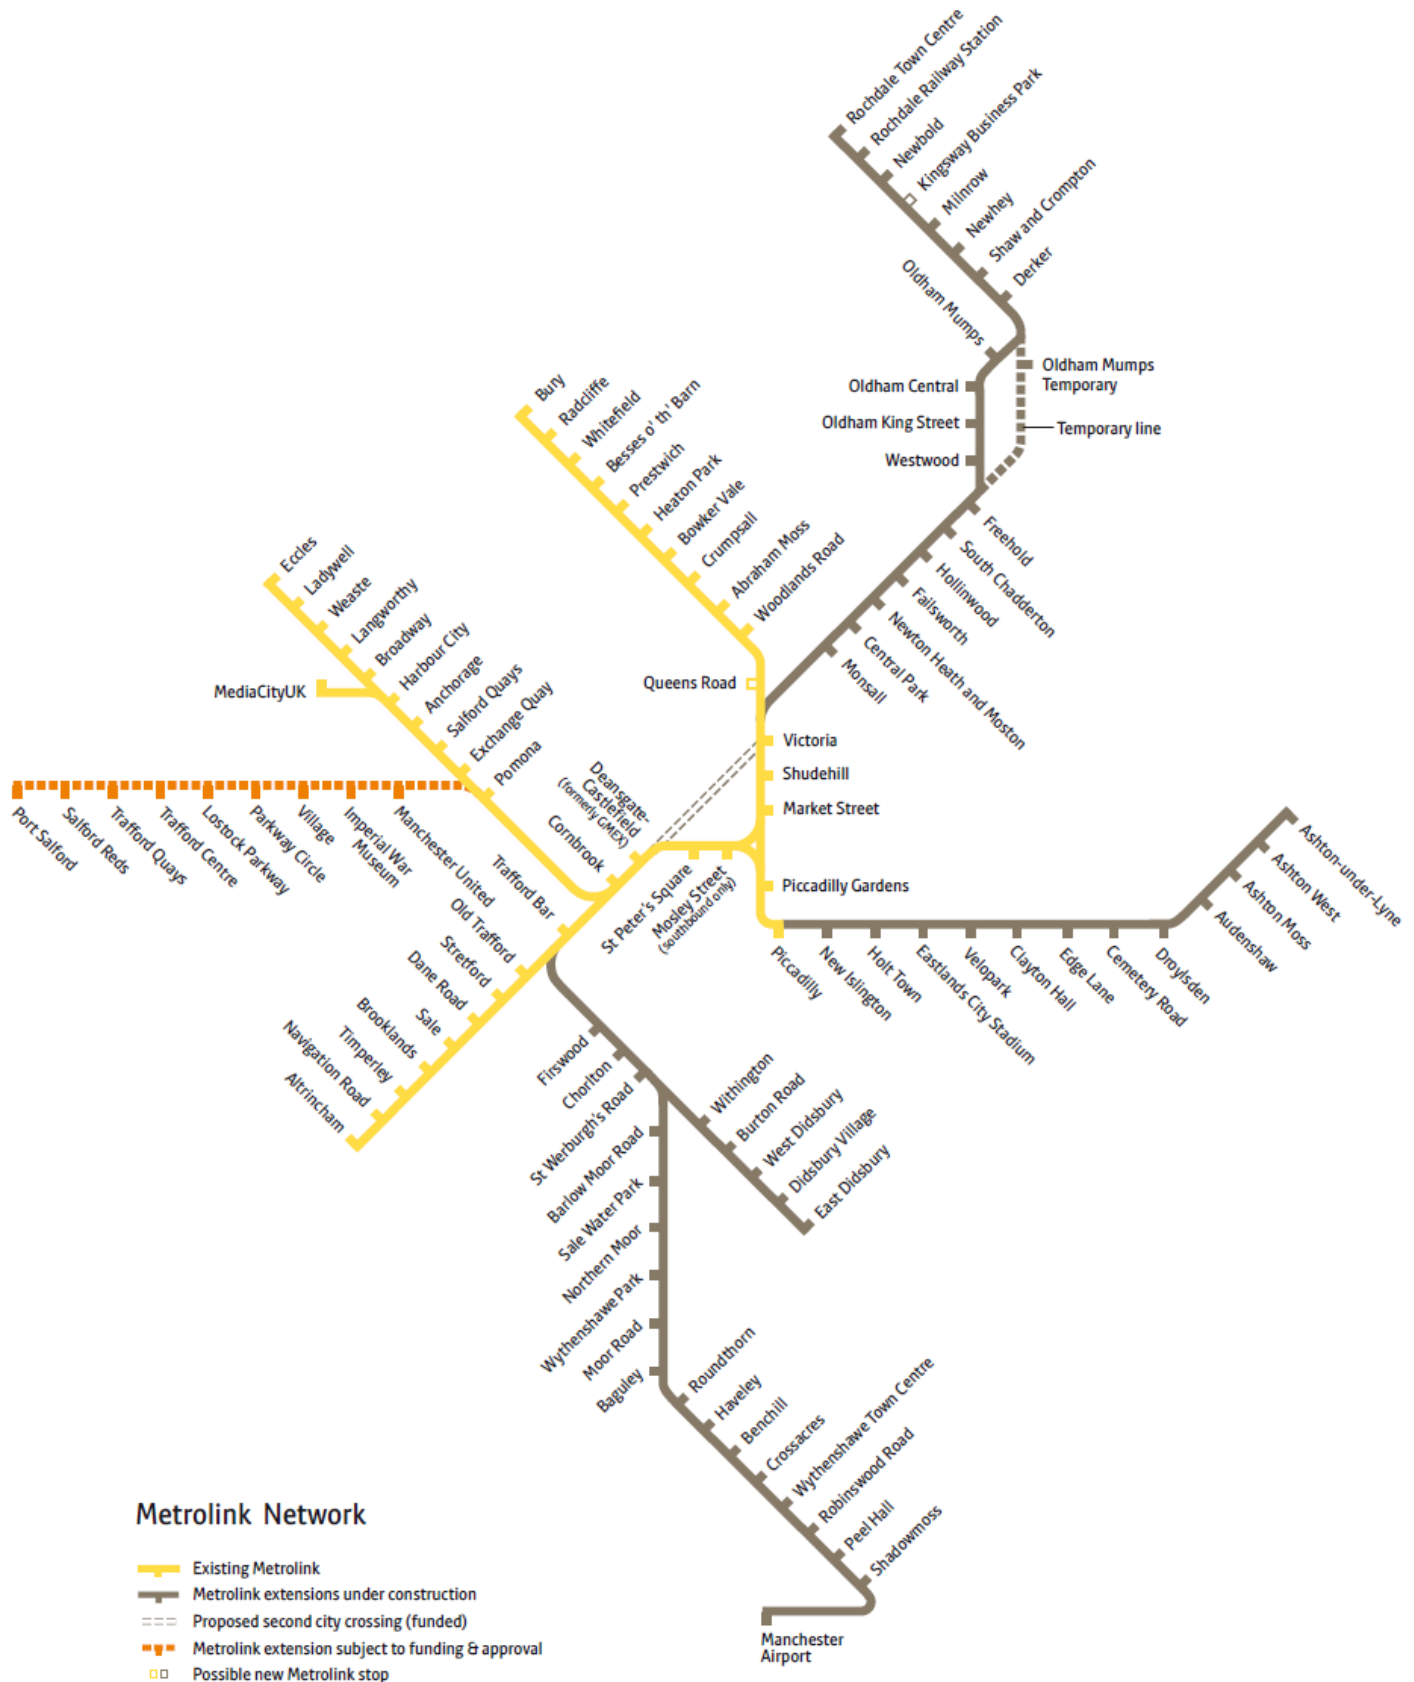 Rochdale Town Centre
Rochdale Railway Station
Newbold
Kingsway Business Park
Milnrow
Newhey
Shaw and Crompton
Derker
Oldham Mumps
Oldham Mumps
Temporary
Temporary line
Oldham Central
Oldham King Street
Westwood
Freehold
South Chadderton
Hollinwood
Failsworth
Newton Heath and Moston
Central Park
Monsall
Bury
Radcliffe
Whitefield
Besses o' th' Barn
Prestwich
Heaton Park
Bowker Vale
Crumpsall
Abraham Moss
Woodlands Road
Queens Road
Victoria
Shudehill
Market Street
Piccadilly Gardens
Eccles
Ladywell
Weaste
Langworthy
Broadway
Harbour City
Anchorage
Salford Quays
Exchange Quay
Pomona
MediaCityUK
Port Salford
Salford Reds
Trafford Quays
Trafford Centre
Lostock Parkway
Parkway Circle
Village
Imperial War
Museum
Manchester United
Deansgate-
Castlefield
(formerly GMEX)
Cornbrook
Trafford Bar
Old Trafford
Stretford
Dane Road
Sale
Brooklands
Timperley
Navigation Road
Altrincham
St Peter's Square
Mosley Street
(southbound only)
Piccadilly
New Islington
Holt Town
Eastlands City Stadium
Velopark
Clayton Hall
Edge Lane
Cemetery Road
Droylsden
Audenshaw
Ashton Moss
Ashton West
Ashton-under-Lyne
Firswood
Chorlton
St Werburgh's Road
Withington
Burton Road
West Didsbury
Didsbury Village
East Didsbury
Barlow Moor Road
Sale Water Park
Northern Moor
Wythenshawe Park
Moor Road
Baguley
Roundthorn
Haveley
Benchill
Crossacres
Wythenshawe Town Centre
Robinswood Road
Peel Hall
Shadowmoss
Manchester
Airport
Metrolink Network
Existing Metrolink
Metrolink extensions under construction
Proposed second city crossing (funded)
Metrolink extension subject to funding & approval
Possible new Metrolink stop